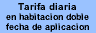 Tarifa diaria
en habitacion doble
fecha de aplicacion